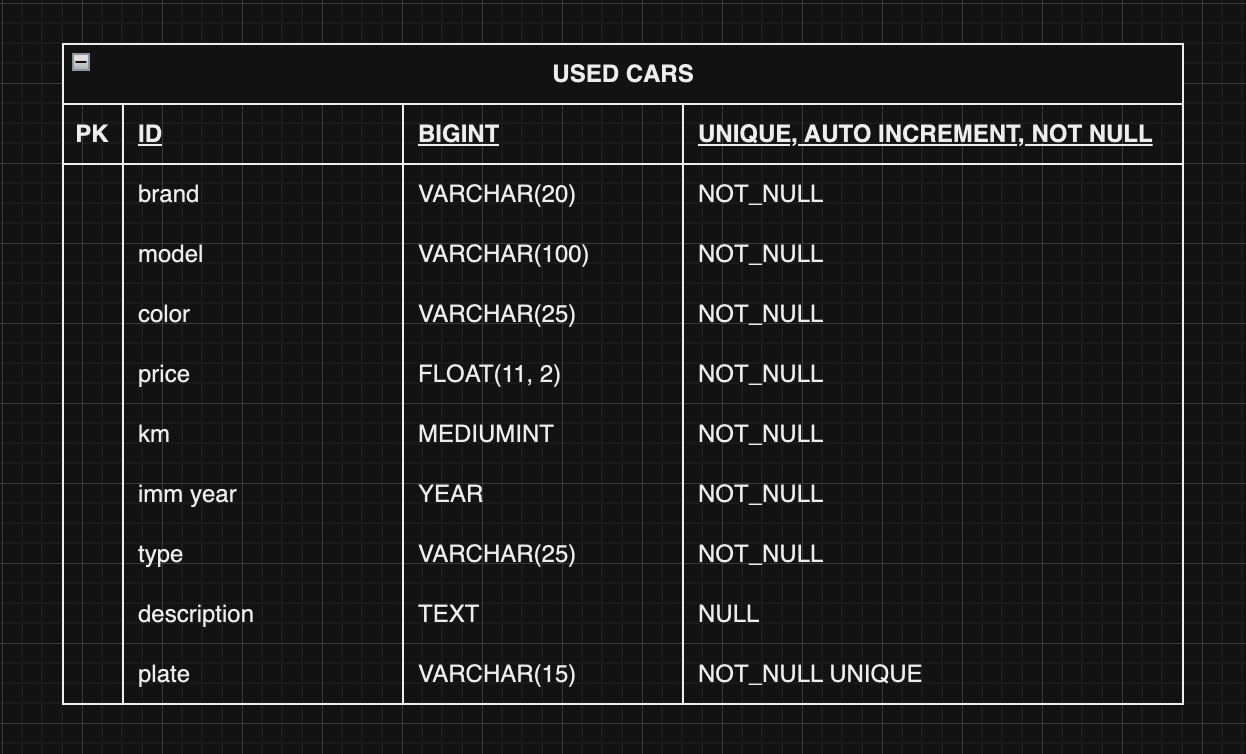 USED CARS
PK ID BIGINT UNIQUE, AUTO INCREMENT, NOT NULL
brand VARCHAR(20) NOT_NULL
model VARCHAR(100) NOT_NULL
color VARCHAR(25) NOT_NULL
price FLOAT(11, 2) NOT_NULL
km MEDIUMINT NOT_NULL
imm year YEAR NOT_NULL
type VARCHAR(25) NOT_NULL
description TEXT NULL
plate VARCHAR(15) NOT_NULL UNIQUE